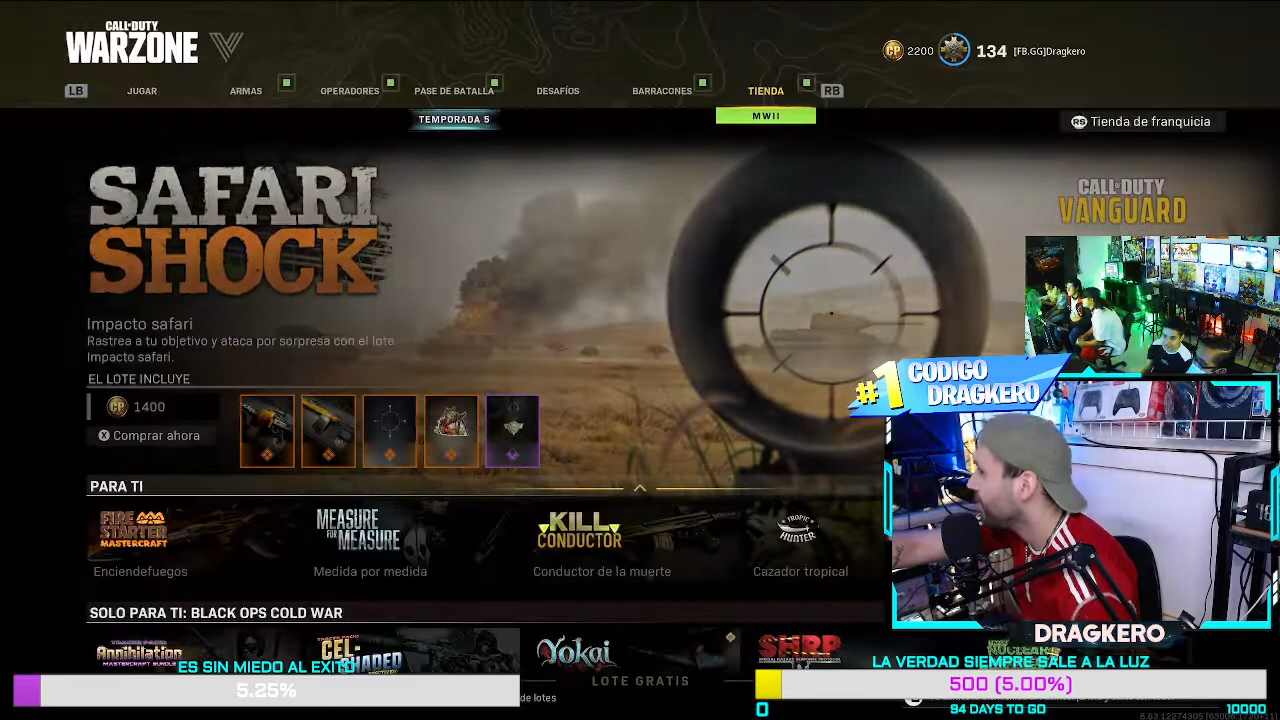 CALL OF DUTY
WARZONE
CP 2200 134 [FB.GG]Dragkero
LB JUGAR ARMAS OPERADORES PASE DE BATALLA DESAFÍOS BARRACONES TIENDA RB
TEMPORADA 5
MWII
RS Tienda de franquicia
SAFARI
SHOCK
CALL OF DUTY
VANGUARD
Impacto safari
Rastrea a tu objetivo y ataca por sorpresa con el lote
Impacto safari.
EL LOTE INCLUYE
CP 1400
X Comprar ahora
#1 CODIGO
DRAGKERO
PARA TI
FIRE
STARTER
MASTERCRAFT
MEASURE
FOR MEASURE
KILL
CONDUCTOR
TROPIC
HUNTER
Enciendefuegos
Medida por medida
Conductor de la muerte
Cazador tropical
SOLO PARA TI: BLACK OPS COLD WAR
DRAGKERO
TRACER PACK
Annihilation
MASTERCRAFT BUNDLE
CEL-
SHADED
Yokai
SHRP
LOTE GRATIS
de lotes
ES SIN MIEDO AL EXITO
5.25%
LA VERDAD SIEMPRE SALE A LA LUZ
500 (5.00%)
0 94 DAYS TO GO 10000